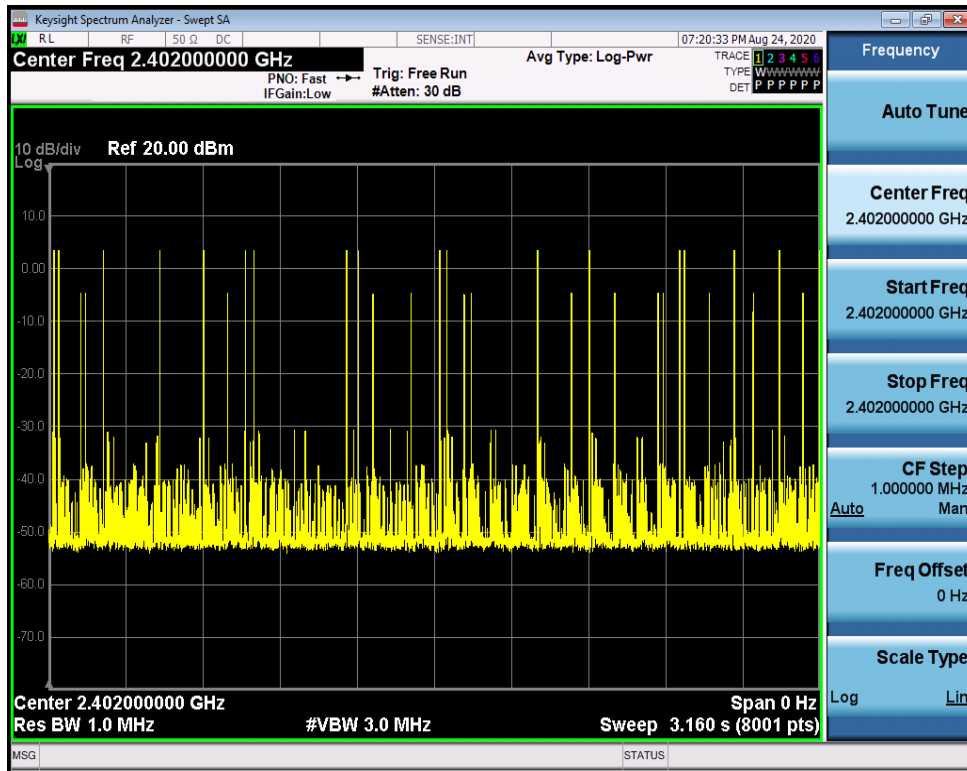 Keysight Spectrum Analyzer - Swept SA
LXI RL RF 50 Ω DC SENSE:INT 07:20:33 PM Aug 24, 2020
Center Freq 2.402000000 GHz Avg Type: Log-Pwr TRACE 1 2 3 4 5 6
PNO: Fast Trig: Free Run TYPE WWWWWW
IFGain:Low #Atten: 30 dB DET P P P P P P
10 dB/div Ref 20.00 dBm
Log
10.0
0.00
-10.0
-20.0
-30.0
-40.0
-50.0
-60.0
-70.0
Center 2.402000000 GHz Span 0 Hz
Res BW 1.0 MHz #VBW 3.0 MHz Sweep 3.160 s (8001 pts)
MSG STATUS
Frequency
Auto Tune
Center Freq
2.402000000 GHz
Start Freq
2.402000000 GHz
Stop Freq
2.402000000 GHz
CF Step
1.000000 MHz
Auto Man
Freq Offset
0 Hz
Scale Type
Log Lin